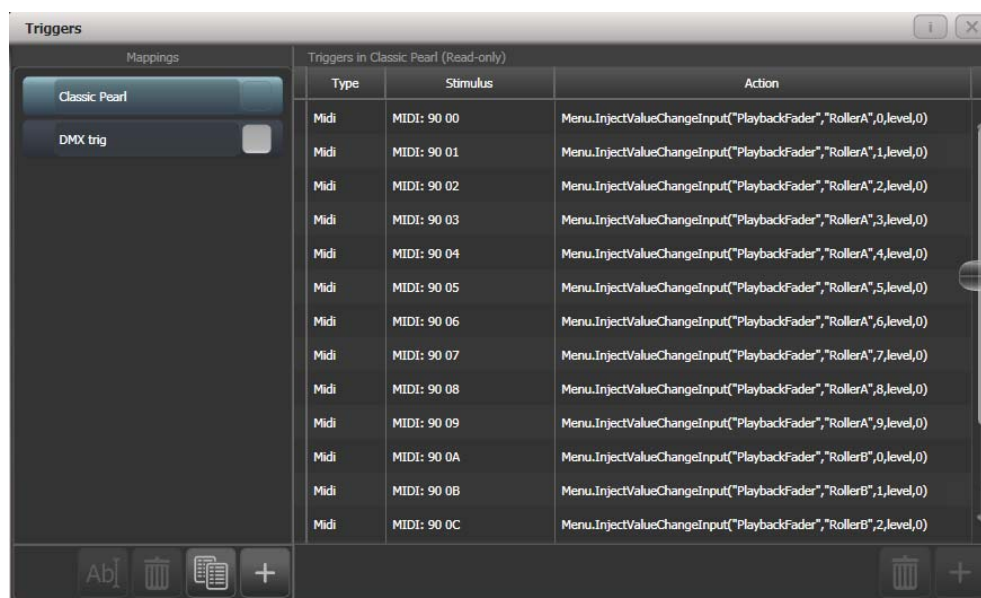 Triggers
i
Mappings
Triggers in Classic Pearl (Read-only)
Type Stimulus Action
Classic Pearl
DMX trig
Midi MIDI: 90 00 Menu.InjectValueChangeInput("PlaybackFader","RollerA",0,level,0)
Midi MIDI: 90 01 Menu.InjectValueChangeInput("PlaybackFader","RollerA",1,level,0)
Midi MIDI: 90 02 Menu.InjectValueChangeInput("PlaybackFader","RollerA",2,level,0)
Midi MIDI: 90 03 Menu.InjectValueChangeInput("PlaybackFader","RollerA",3,level,0)
Midi MIDI: 90 04 Menu.InjectValueChangeInput("PlaybackFader","RollerA",4,level,0)
Midi MIDI: 90 05 Menu.InjectValueChangeInput("PlaybackFader","RollerA",5,level,0)
Midi MIDI: 90 06 Menu.InjectValueChangeInput("PlaybackFader","RollerA",6,level,0)
Midi MIDI: 90 07 Menu.InjectValueChangeInput("PlaybackFader","RollerA",7,level,0)
Midi MIDI: 90 08 Menu.InjectValueChangeInput("PlaybackFader","RollerA",8,level,0)
Midi MIDI: 90 09 Menu.InjectValueChangeInput("PlaybackFader","RollerA",9,level,0)
Midi MIDI: 90 0A Menu.InjectValueChangeInput("PlaybackFader","RollerB",0,level,0)
Midi MIDI: 90 0B Menu.InjectValueChangeInput("PlaybackFader","RollerB",1,level,0)
Midi MIDI: 90 0C Menu.InjectValueChangeInput("PlaybackFader","RollerB",2,level,0)
Ab